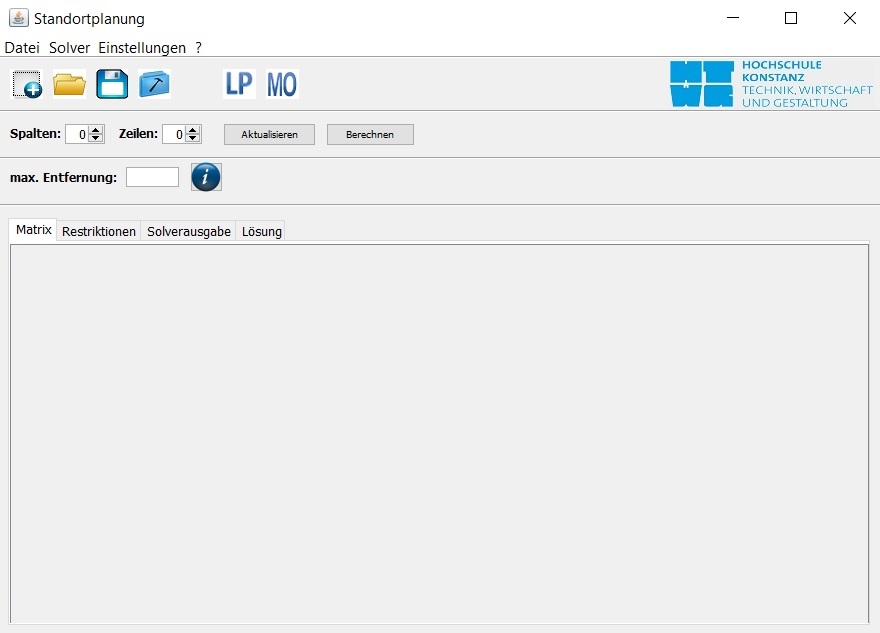 Standortplanung
Datei Solver Einstellungen ?
LP MO
HOCHSCHULE
KONSTANZ
TECHNIK, WIRTSCHAFT
UND GESTALTUNG
Spalten: 0 Zeilen: 0 Aktualisieren Berechnen
max. Entfernung: i
Matrix Restriktionen Solverausgabe Lösung